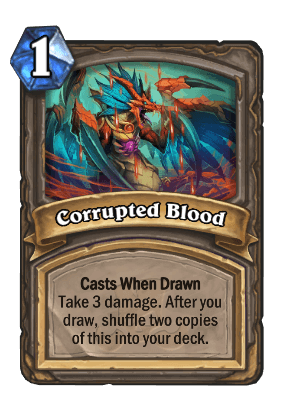 1
Corrupted Blood
Casts When Drawn
Take 3 damage. After you
draw, shuffle two copies
of this into your deck.